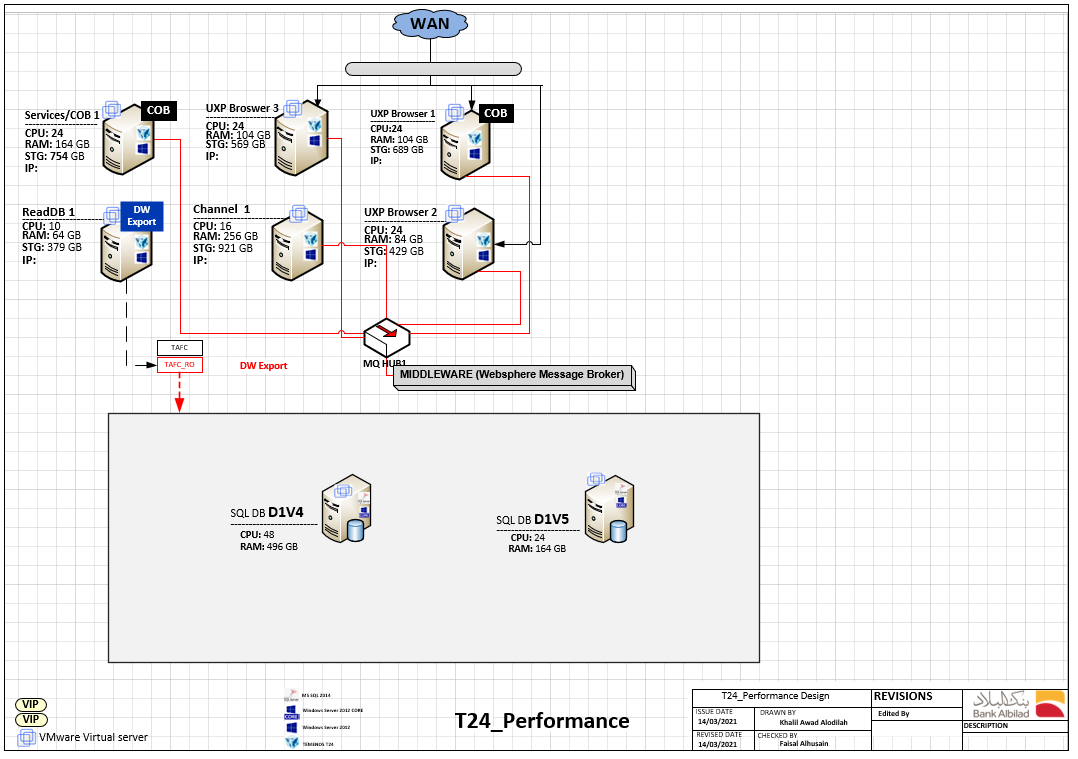 WAN
Services/COB 1
CPU: 24
RAM: 164 GB
STG: 754 GB
IP:
COB
UXP Broswer 3
CPU: 24
RAM: 104 GB
STG: 569 GB
IP:
UXP Browser 1
CPU:24
RAM: 104 GB
STG: 689 GB
IP:
COB
ReadDB 1
CPU: 10
RAM: 64 GB
STG: 379 GB
IP:
DW
Export
Channel 1
CPU: 16
RAM: 256 GB
STG: 921 GB
IP:
UXP Browser 2
CPU: 24
RAM: 84 GB
STG: 429 GB
IP:
MQ HUB1
MIDDLEWARE (Websphere Message Broker)
TAFC
TAFC_RO
DW Export
SQL DB D1V4
CPU: 48
RAM: 496 GB
SQL DB D1V5
CPU: 24
RAM: 164 GB
VIP
VIP
VMware Virtual server
MS SQL 2014
Windows Server 2012 CORE
Windows Server 2012
TEMENOS T24
T24_Performance
T24_Performance Design
ISSUE DATE
14/03/2021
DRAWN BY
Khalil Awad Alodilah
REVISED DATE
14/03/2021
CHECKED BY
Faisal Alhusain
REVISIONS
Edited By
بنك البلاد
Bank Albilad
DESCRIPTION